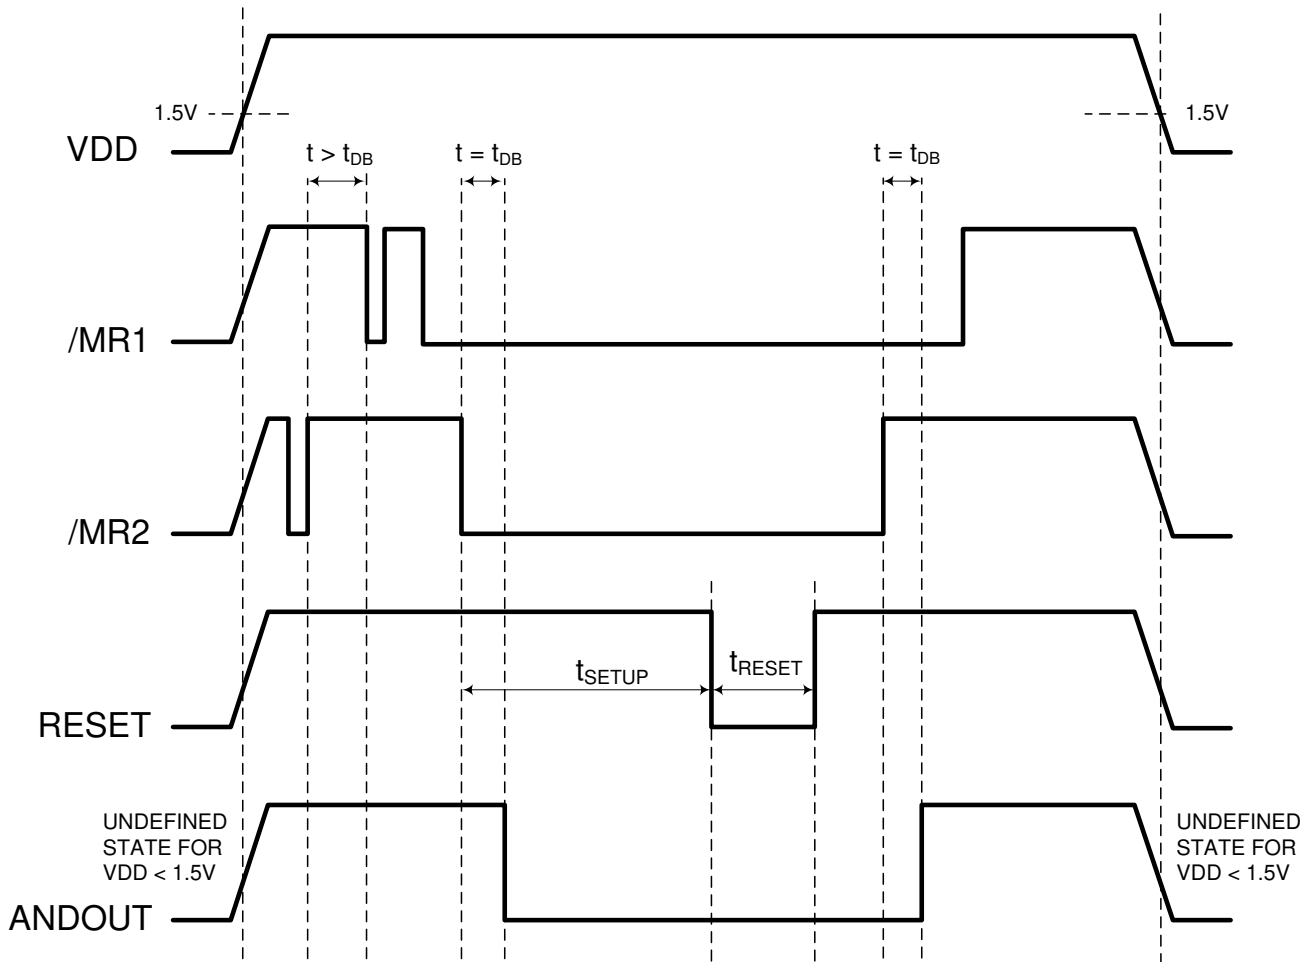 1.5V
1.5V
VDD
t > tDB
t = tDB
t = tDB
/MR1
/MR2
tSETUP
tRESET
RESET
UNDEFINED
STATE FOR
VDD < 1.5V
UNDEFINED
STATE FOR
VDD < 1.5V
ANDOUT